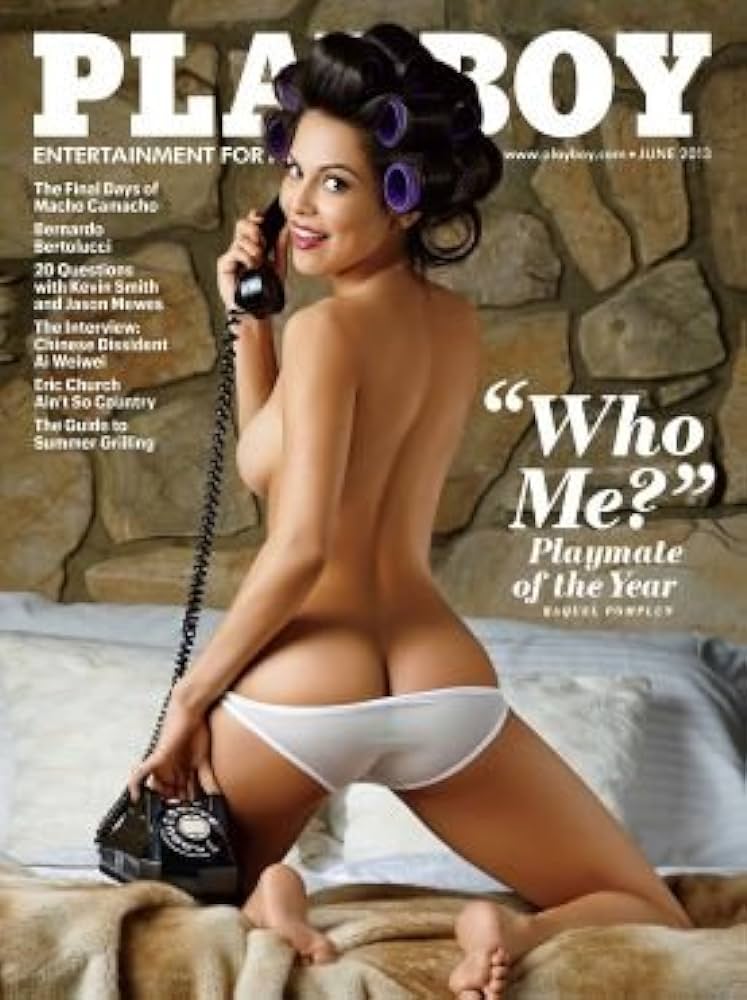 PLAYBOY
ENTERTAINMENT FOR
www.playboy.com • JUNE 2013
The Final Days of
Macho Camacho
Bernardo
Bertolucci
20 Questions
with Kevin Smith
and Jason Mewes
The Interview:
Chinese Dissident
Ai Weiwei
Eric Church
Ain't So Country
The Guide to
Summer Grilling
“Who
Me?”
Playmate
of the Year
RAQUEL POMPLUN